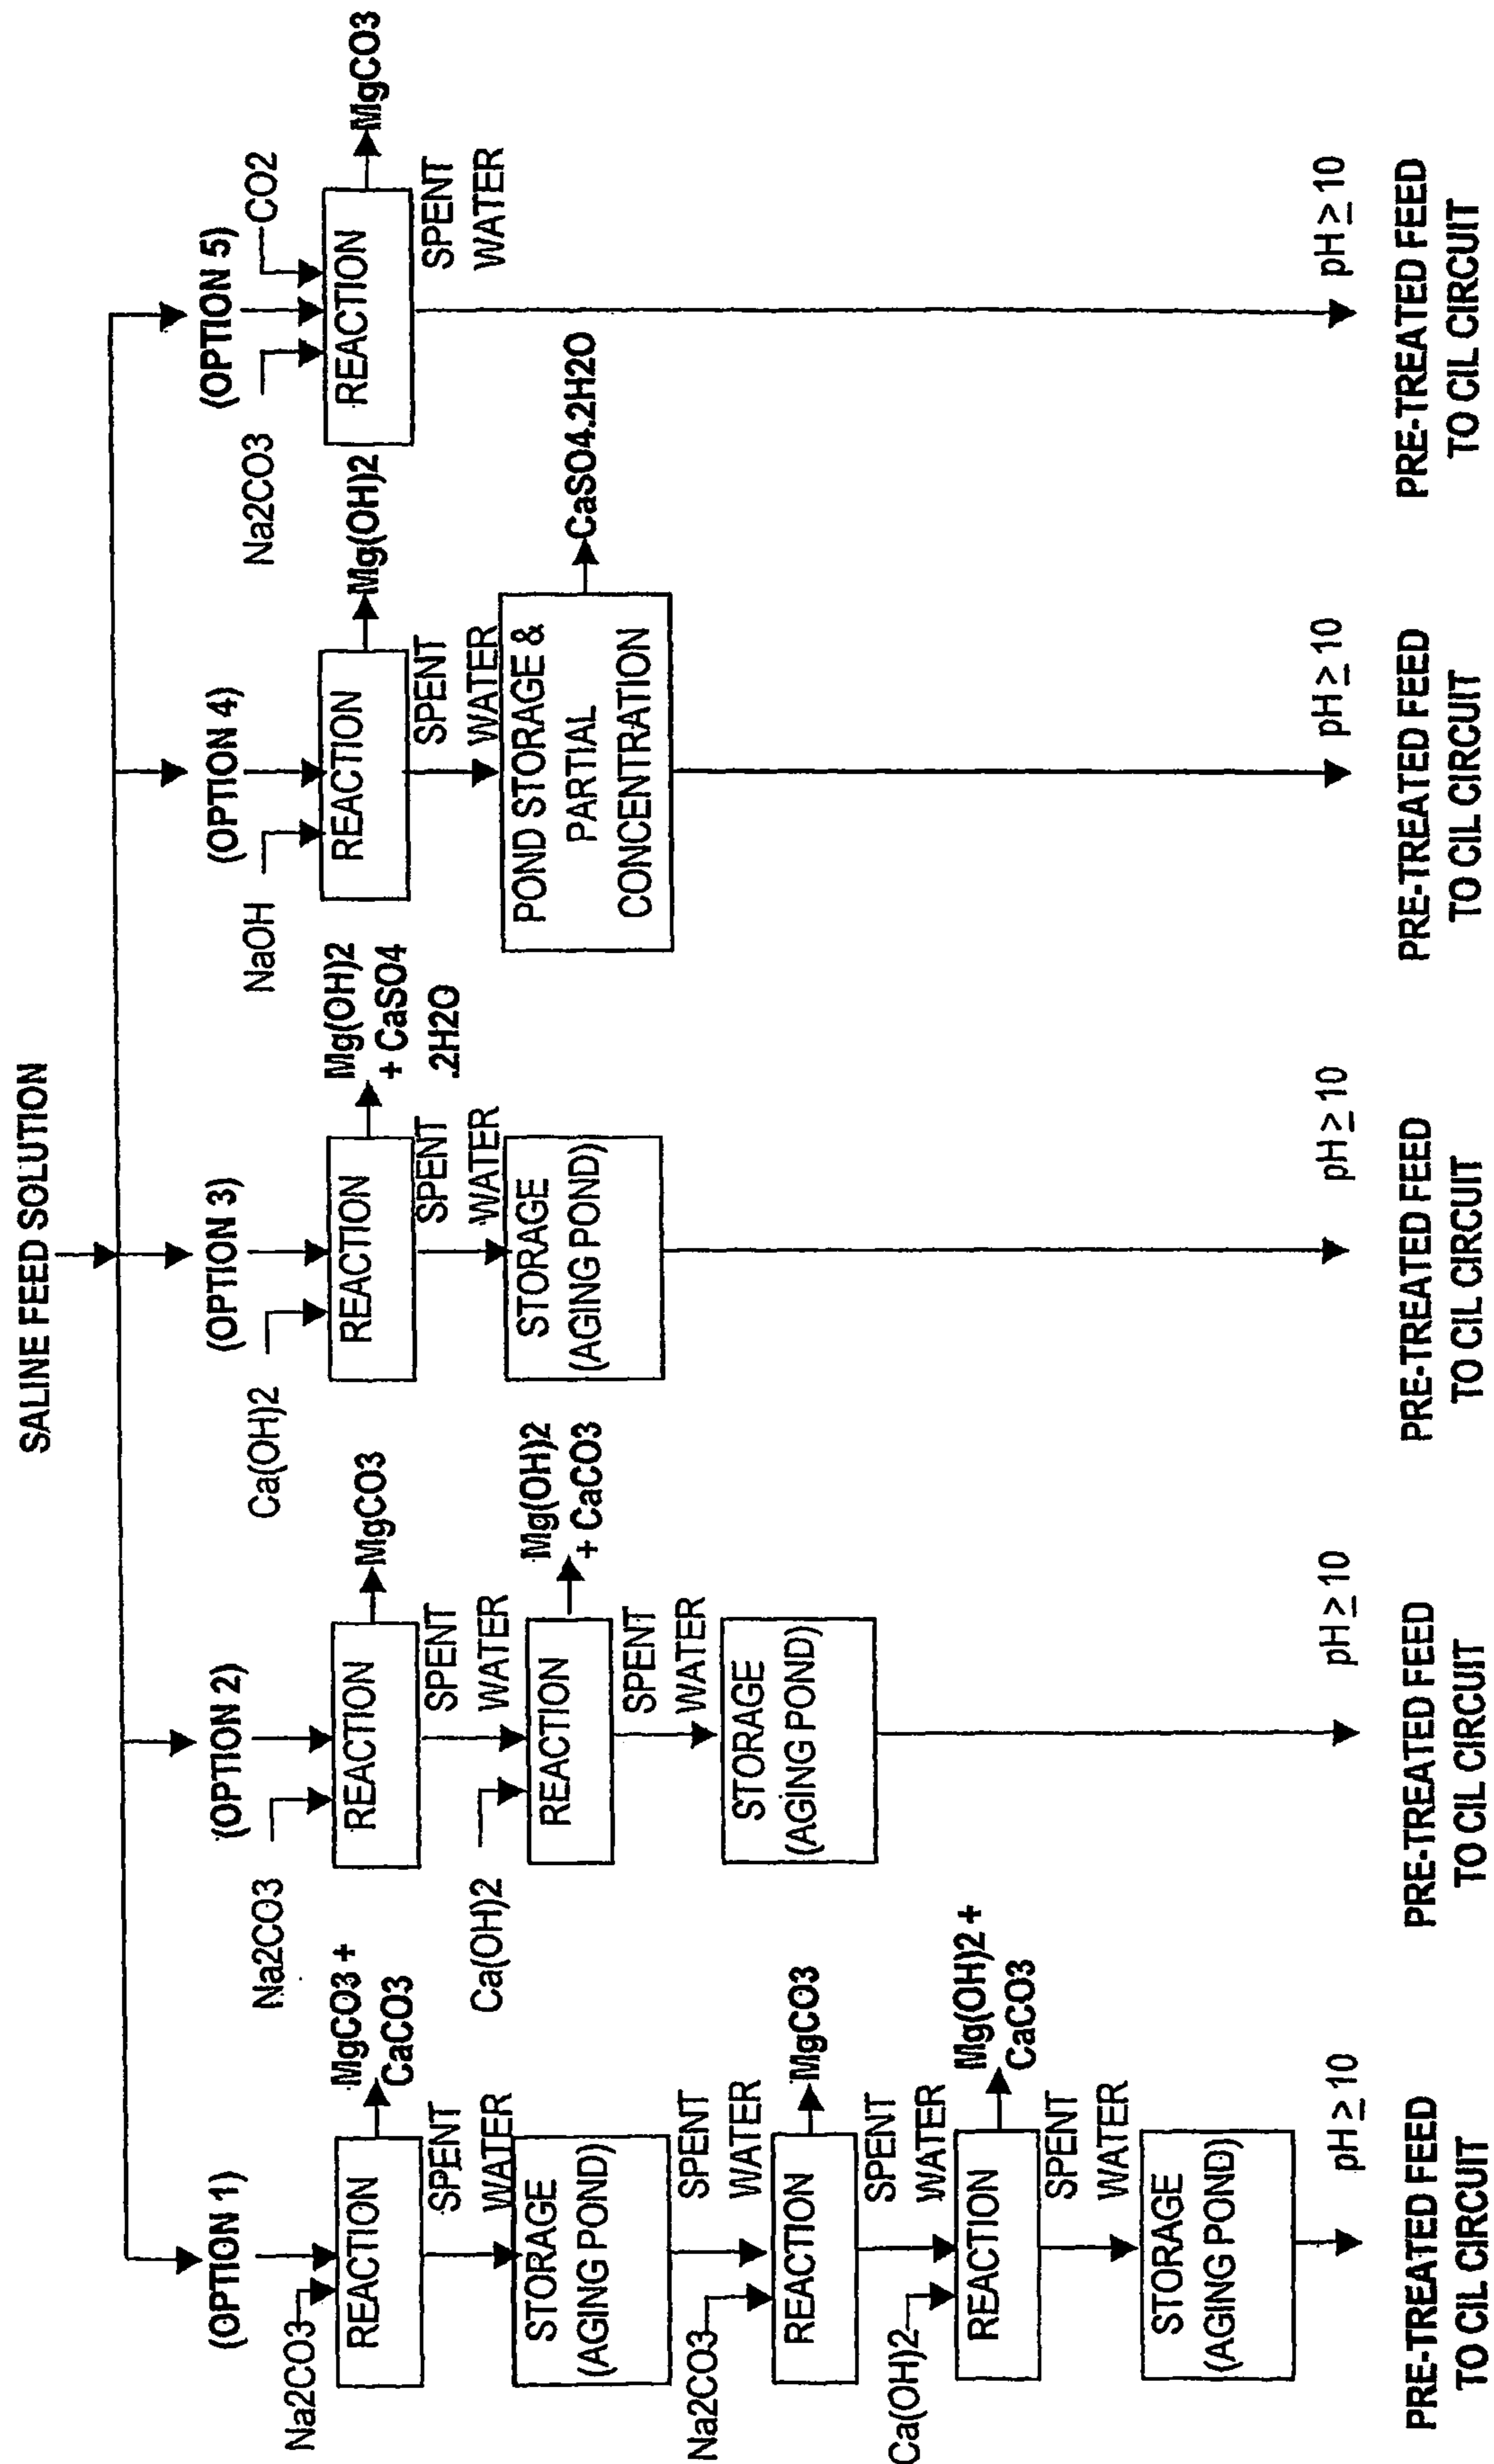 SALINE FEED SOLUTION
(OPTION 1)
Na2CO3
REACTION
MgCO3 +
CaCO3
SPENT
WATER
STORAGE
(AGING POND)
SPENT
WATER
Na2CO3
REACTION
MgCO3
SPENT
WATER
Ca(OH)2
REACTION
Mg(OH)2 +
CaCO3
SPENT
WATER
STORAGE
(AGING POND)
pH ≥ 10
PRE-TREATED FEED
TO CIL CIRCUIT
(OPTION 2)
Na2CO3
REACTION
MgCO3
SPENT
WATER
Ca(OH)2
REACTION
Mg(OH)2
+ CaCO3
SPENT
WATER
STORAGE
(AGING POND)
pH ≥ 10
PRE-TREATED FEED
TO CIL CIRCUIT
(OPTION 3)
Ca(OH)2
REACTION
Mg(OH)2
+ CaSO4
.2H2O
SPENT
WATER
STORAGE
(AGING POND)
pH ≥ 10
PRE-TREATED FEED
TO CIL CIRCUIT
(OPTION 4)
NaOH
REACTION
Mg(OH)2
SPENT
WATER
POND STORAGE &
PARTIAL
CONCENTRATION
CaSO4.2H2O
pH ≥ 10
PRE-TREATED FEED
TO CIL CIRCUIT
(OPTION 5)
Na2CO3
CO2
REACTION
MgCO3
SPENT
WATER
pH ≥ 10
PRE-TREATED FEED
TO CIL CIRCUIT